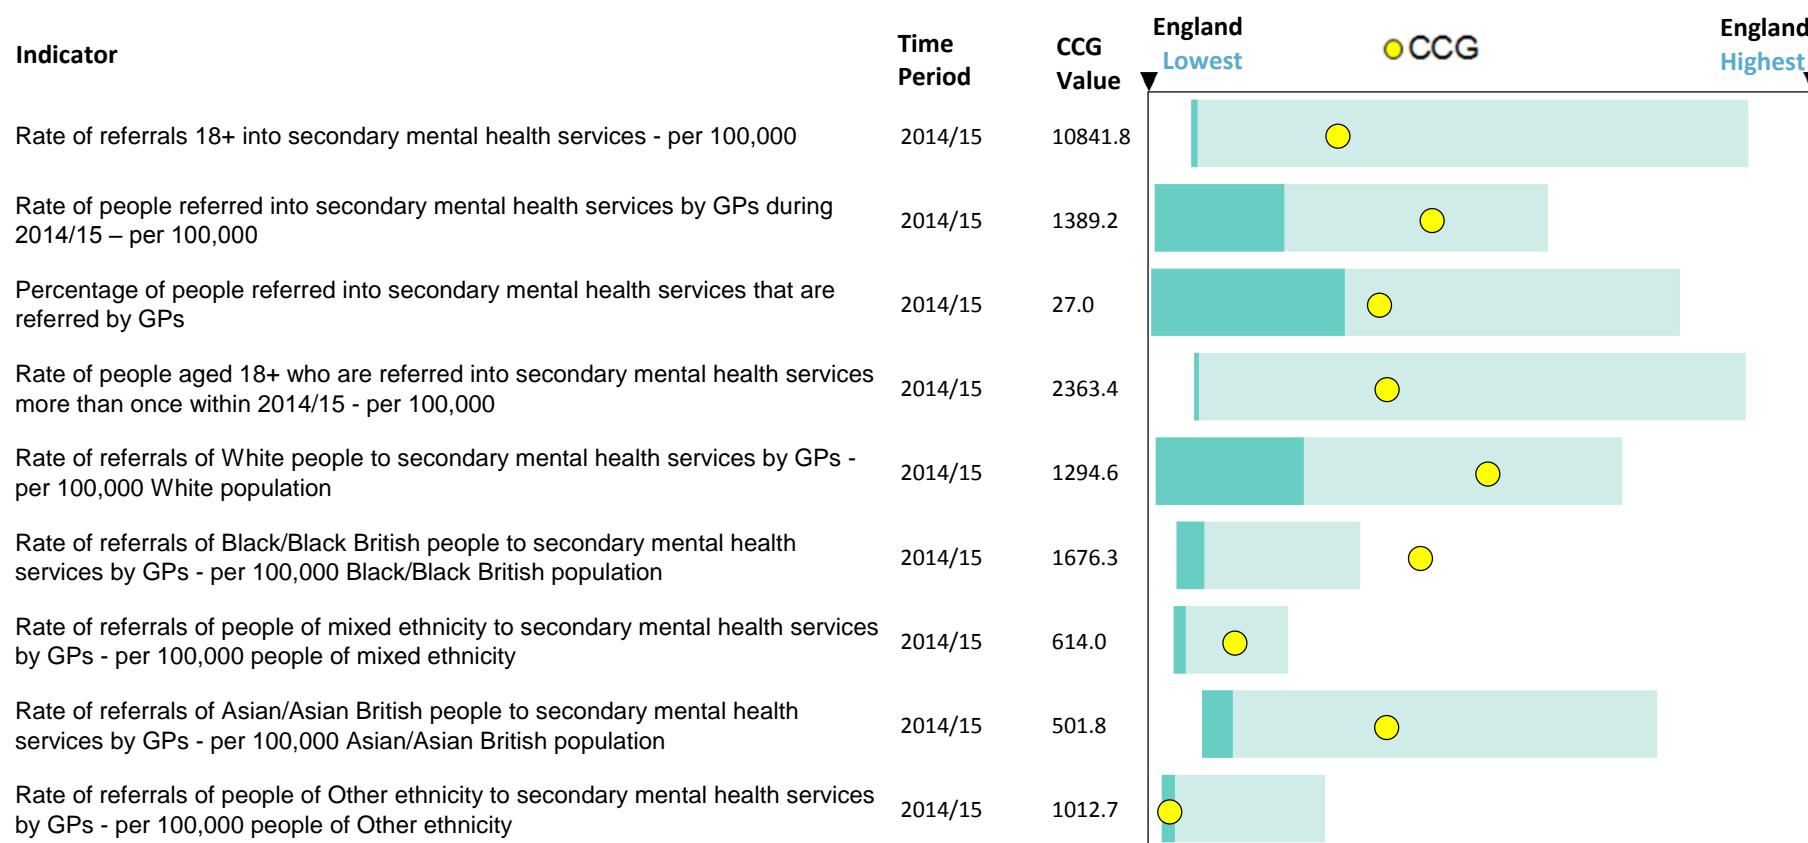 Indicator
Time
Period
CCG
Value
England
Lowest
CCG
England
Highest
Rate of referrals 18+ into secondary mental health services - per 100,000
2014/15
10841.8
Rate of people referred into secondary mental health services by GPs during
2014/15 – per 100,000
2014/15
1389.2
Percentage of people referred into secondary mental health services that are
referred by GPs
2014/15
27.0
Rate of people aged 18+ who are referred into secondary mental health services
more than once within 2014/15 - per 100,000
2014/15
2363.4
Rate of referrals of White people to secondary mental health services by GPs -
per 100,000 White population
2014/15
1294.6
Rate of referrals of Black/Black British people to secondary mental health
services by GPs - per 100,000 Black/Black British population
2014/15
1676.3
Rate of referrals of people of mixed ethnicity to secondary mental health services
by GPs - per 100,000 people of mixed ethnicity
2014/15
614.0
Rate of referrals of Asian/Asian British people to secondary mental health
services by GPs - per 100,000 Asian/Asian British population
2014/15
501.8
Rate of referrals of people of Other ethnicity to secondary mental health services
by GPs - per 100,000 people of Other ethnicity
2014/15
1012.7